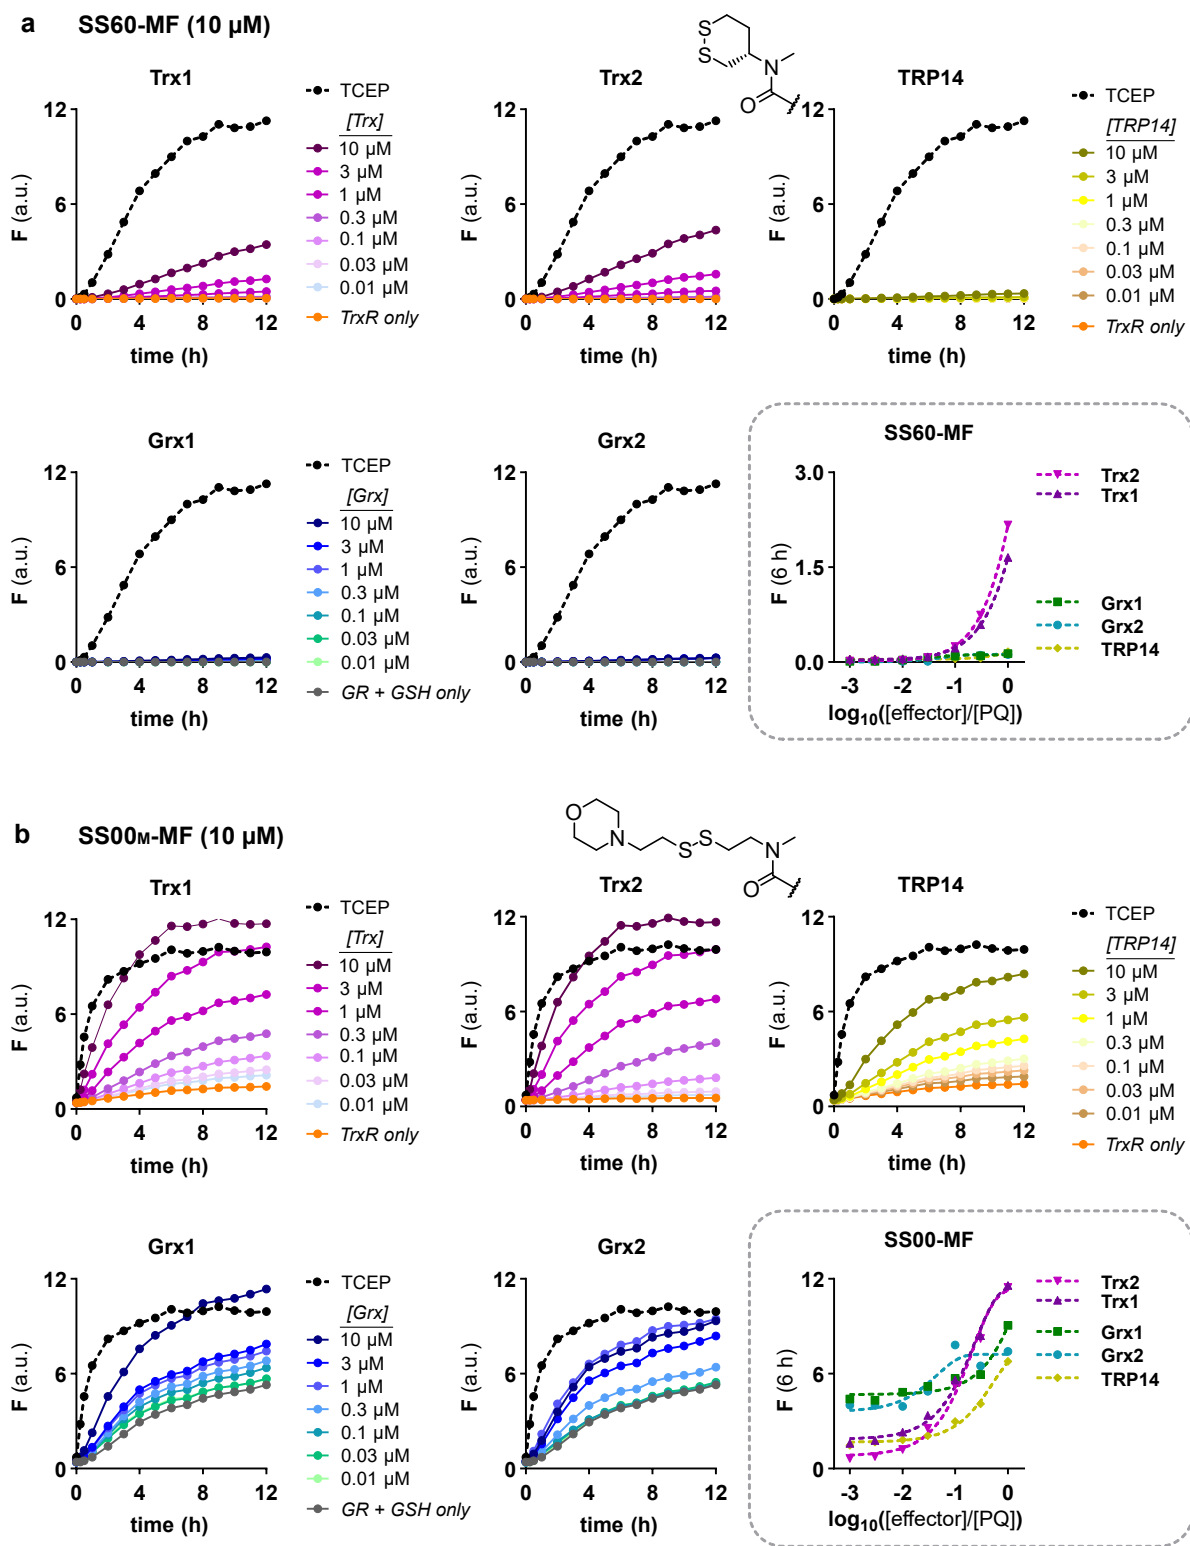 a SS60-MF (10 µM)
S
S
N
O
Trx1
12
6
0
F (a.u.)
0 4 8 12
time (h)
TCEP
[Trx]
10 µM
3 µM
1 µM
0.3 µM
0.1 µM
0.03 µM
0.01 µM
TrxR only
Trx2
12
6
0
F (a.u.)
0 4 8 12
time (h)
TRP14
12
6
0
F (a.u.)
0 4 8 12
time (h)
TCEP
[TRP14]
10 µM
3 µM
1 µM
0.3 µM
0.1 µM
0.03 µM
0.01 µM
TrxR only
Grx1
12
6
0
F (a.u.)
0 4 8 12
time (h)
TCEP
[Grx]
10 µM
3 µM
1 µM
0.3 µM
0.1 µM
0.03 µM
0.01 µM
GR + GSH only
Grx2
12
6
0
F (a.u.)
0 4 8 12
time (h)
SS60-MF
3.0
1.5
0.0
F (6 h)
-3 -2 -1 0
log10([effector]/[PQ])
Trx2
Trx1
Grx1
Grx2
TRP14
b SS00M-MF (10 µM)
O
N
S
S
N
O
Trx1
12
6
0
F (a.u.)
0 4 8 12
time (h)
TCEP
[Trx]
10 µM
3 µM
1 µM
0.3 µM
0.1 µM
0.03 µM
0.01 µM
TrxR only
Trx2
12
6
0
F (a.u.)
0 4 8 12
time (h)
TRP14
12
6
0
F (a.u.)
0 4 8 12
time (h)
TCEP
[TRP14]
10 µM
3 µM
1 µM
0.3 µM
0.1 µM
0.03 µM
0.01 µM
TrxR only
Grx1
12
6
0
F (a.u.)
0 4 8 12
time (h)
TCEP
[Grx]
10 µM
3 µM
1 µM
0.3 µM
0.1 µM
0.03 µM
0.01 µM
GR + GSH only
Grx2
12
6
0
F (a.u.)
0 4 8 12
time (h)
SS00-MF
12
6
0
F (6 h)
-3 -2 -1 0
log10([effector]/[PQ])
Trx2
Trx1
Grx1
Grx2
TRP14